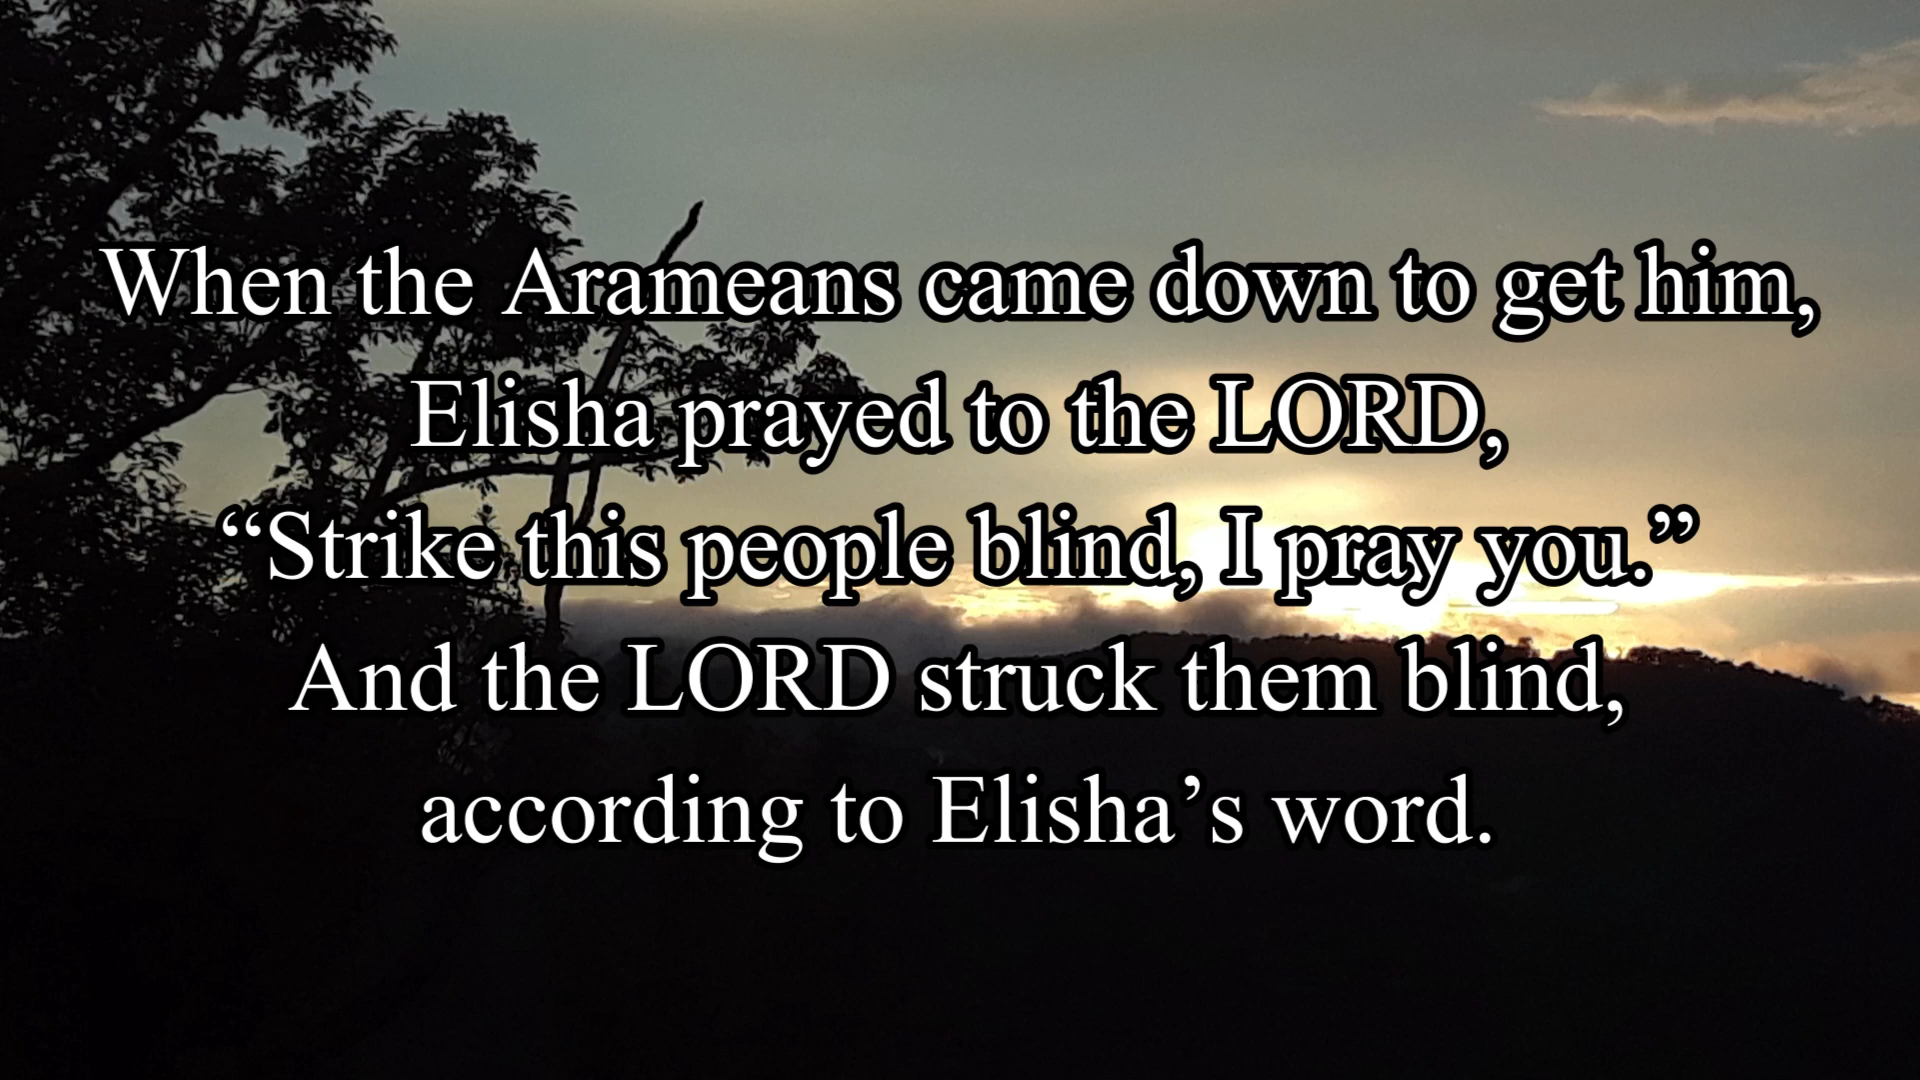 When the Arameans came down to get him,
Elisha prayed to the LORD,
“Strike this people blind, I pray you.”
And the LORD struck them blind,
according to Elisha’s word.